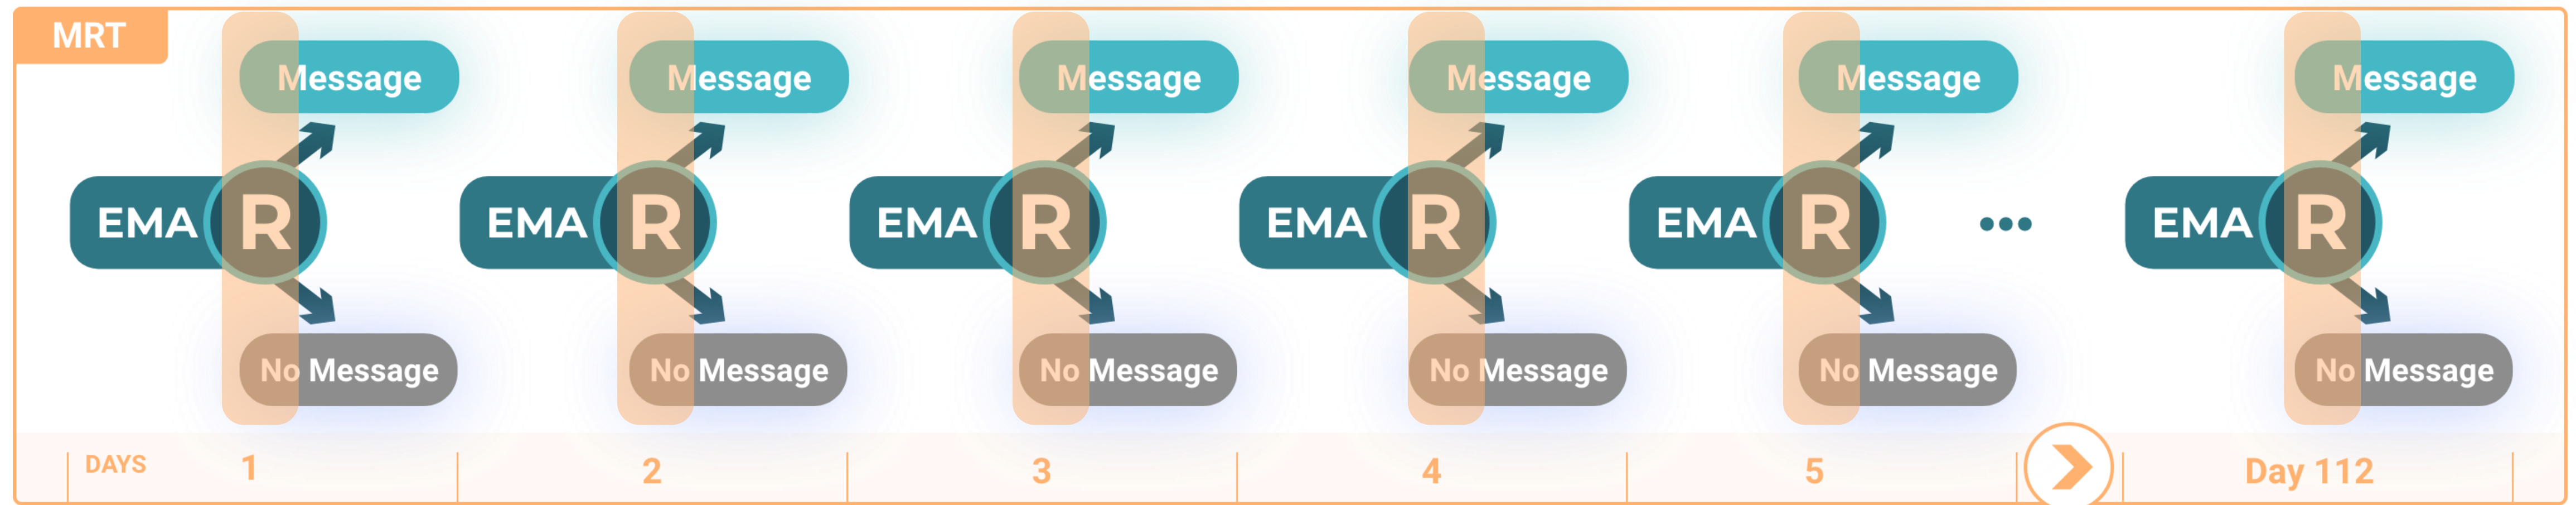 MRT
Message Message Message Message Message Message
EMA R EMA R EMA R EMA R EMA R ... EMA R
No Message No Message No Message No Message No Message No Message
DAYS 1 2 3 4 5 Day 112